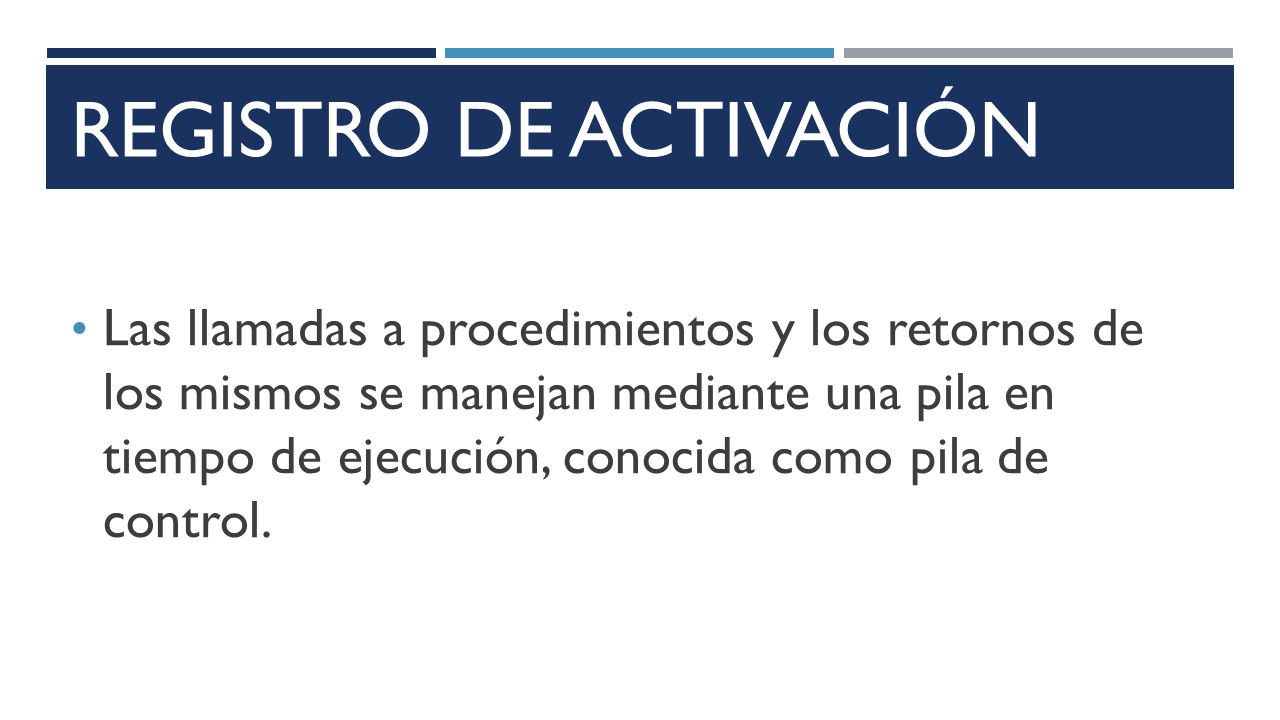 REGISTRO DE ACTIVACIÓN
• Las llamadas a procedimientos y los retornos de
los mismos se manejan mediante una pila en
tiempo de ejecución, conocida como pila de
control.